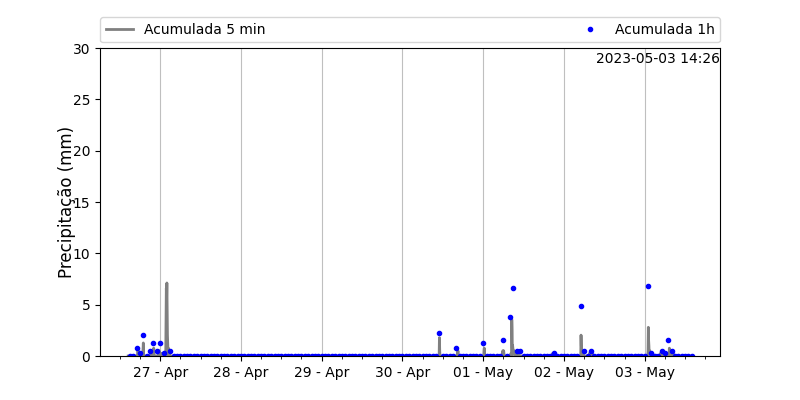 Acumulada 5 min
Acumulada 1h
2023-05-03 14:26
Precipitação (mm)
30
25
20
15
10
5
0
27 - Apr
28 - Apr
29 - Apr
30 - Apr
01 - May
02 - May
03 - May